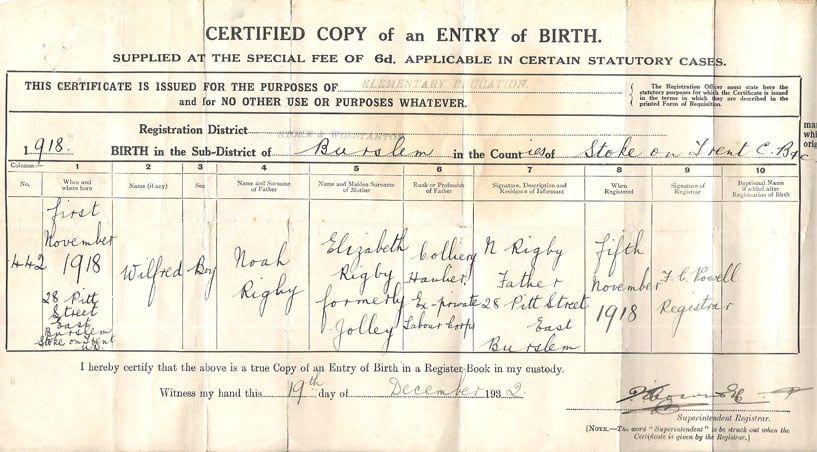 CERTIFIED COPY of an ENTRY of BIRTH.
SUPPLIED AT THE SPECIAL FEE OF 6d. APPLICABLE IN CERTAIN STATUTORY CASES.
THIS CERTIFICATE IS ISSUED FOR THE PURPOSES OF ELEMENTARY EDUCATION.
and for NO OTHER USE OR PURPOSES WHATEVER.
The Registration Officer must state here the
statutory purposes for which the Certificate is issued
in the terms in which they are described in the
printed Form of Requisition.
Registration District STOKE & WOLSTANTON
1918. BIRTH in the Sub-District of Burslem in the Counties of Stoke on Trent C.B.
Columns:— 1 2 3 4 5 6 7 8 9 10
No. When and where born Name (if any) Sex Name and Surname of Father Name and Maiden Surname of Mother Rank or Profession of Father Signature, Description and Residence of Informant When Registered Signature of Registrar Baptismal Name if added after Registration of Birth
442
first
November
1918
28 Pitt
Street
East
Burslem
Stoke on Trent
U.D.
Wilfred
Boy
Noah
Rigby
Elizabeth
Rigby
formerly
Jolley
Colliery
Haulier
Ex-private
Labour Corps
N Rigby
Father
28 Pitt Street
East
Burslem
fifth
November
1918
F. C. Powell
Registrar
I hereby certify that the above is a true Copy of an Entry of Birth in a Register Book in my custody.
Witness my hand this 19th day of December 1932.
Superintendent Registrar.
[NOTE.—The word "Superintendent" to be struck out when the
Certificate is given by the Registrar.]